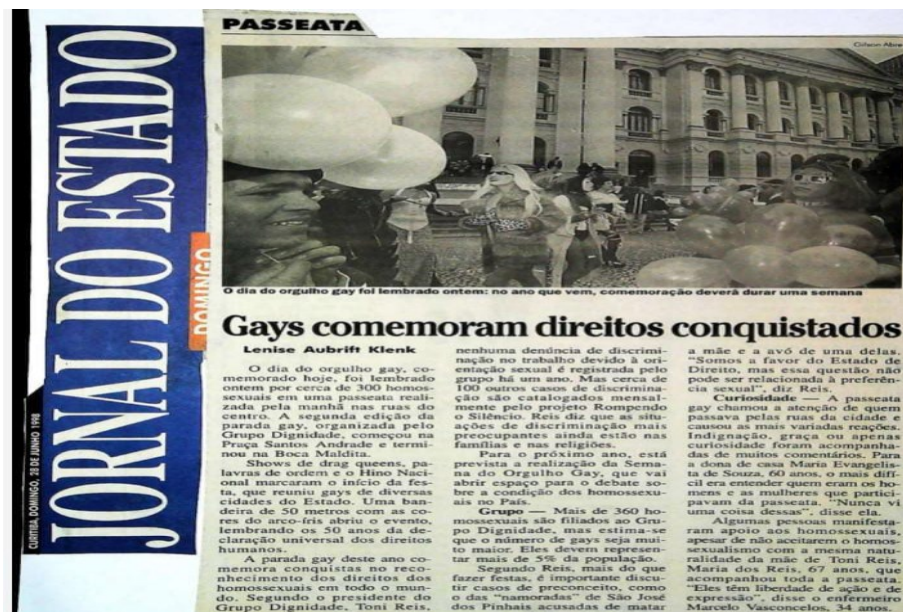 JORNAL DO ESTADO
DOMINGO
CURITIBA, DOMINGO, 28 DE JUNHO 1998
PASSEATA
O dia do orgulho gay foi lembrado ontem: no ano que vem, comemoração deverá durar uma semana
Gays comemoram direitos conquistados
Lenise Aubrift Klenk
O dia do orgulho gay, co-
memorado hoje, foi lembrado
ontem por cerca de 300 homos-
sexuais em uma passeata reali-
zada pela manhã nas ruas do
centro. A segunda edição da
parada gay, organizada pelo
Grupo Dignidade, começou na
Praça Santos Andrade e termi-
nou na Boca Maldita.
Shows de drag queens, pa-
lavras de ordem e o Hino Naci-
onal marcaram o início da fes-
ta, que reuniu gays de diversas
cidades do Estado. Uma ban-
deira de 50 metros com as co-
res do arco-íris abriu o evento,
lembrando os 50 anos da de-
claração universal dos direitos
humanos.
A parada gay deste ano co-
memora conquistas no reco-
nhecimento dos direitos dos
homossexuais em todo o mun-
do. Segundo o presidente do
Grupo Dignidade, Toni Reis,
nenhuma denúncia de discrimi-
nação no trabalho devido à ori-
entação sexual é registrada pelo
grupo há um ano. Mas cerca de
100 outros casos de discrimina-
ção são catalogados mensal-
mente pelo projeto Rompendo
o Silêncio. Reis diz que as situ-
ações de discriminação mais
preocupantes ainda estão nas
famílias e nas religiões.
Para o próximo ano, está
prevista a realização da Sema-
na do Orgulho Gay, que vai
abrir espaço para o debate so-
bre a condição dos homossexu-
ais no País.
Grupo — Mais de 360 ho-
mossexuais são filiados ao Gru-
po Dignidade, mas estima-se
que o número de gays seja mui-
to maior. Eles devem represen-
tar mais de 5% da população.
Segundo Reis, mais do que
fazer festas, é importante discu-
tir casos de preconceito, como
o das "namoradas" de São José
dos Pinhais acusadas de matar
a mãe e a avó de uma delas.
"Somos a favor do Estado de
Direito, mas essa questão não
pode ser relacionada à preferên-
cia sexual", diz Reis.
Curiosidade — A passeata
gay chamou a atenção de quem
passava pelas ruas da cidade e
causou as mais variadas reações.
Indignação, graça ou apenas
curiosidade foram acompanha-
das de muitos comentários. Para
a dona de casa Maria Evangelis-
ta de Souza, 60 anos, o mais difí-
cil era entender quem eram os ho-
mens e as mulheres que partici-
pavam da passeata. "Nunca vi
uma coisa dessas", disse ela.
Algumas pessoas manifesta-
ram apoio aos homossexuais,
apesar de não aceitarem o homos-
sexualismo com a mesma natu-
ralidade da mãe de Toni Reis,
Maria dos Reis, 67 anos, que
acompanhou toda a passeata.
"Eles têm liberdade de ação e de
expressão", disse o enfermeiro
Marcelo Vasconcelos, 34 anos.